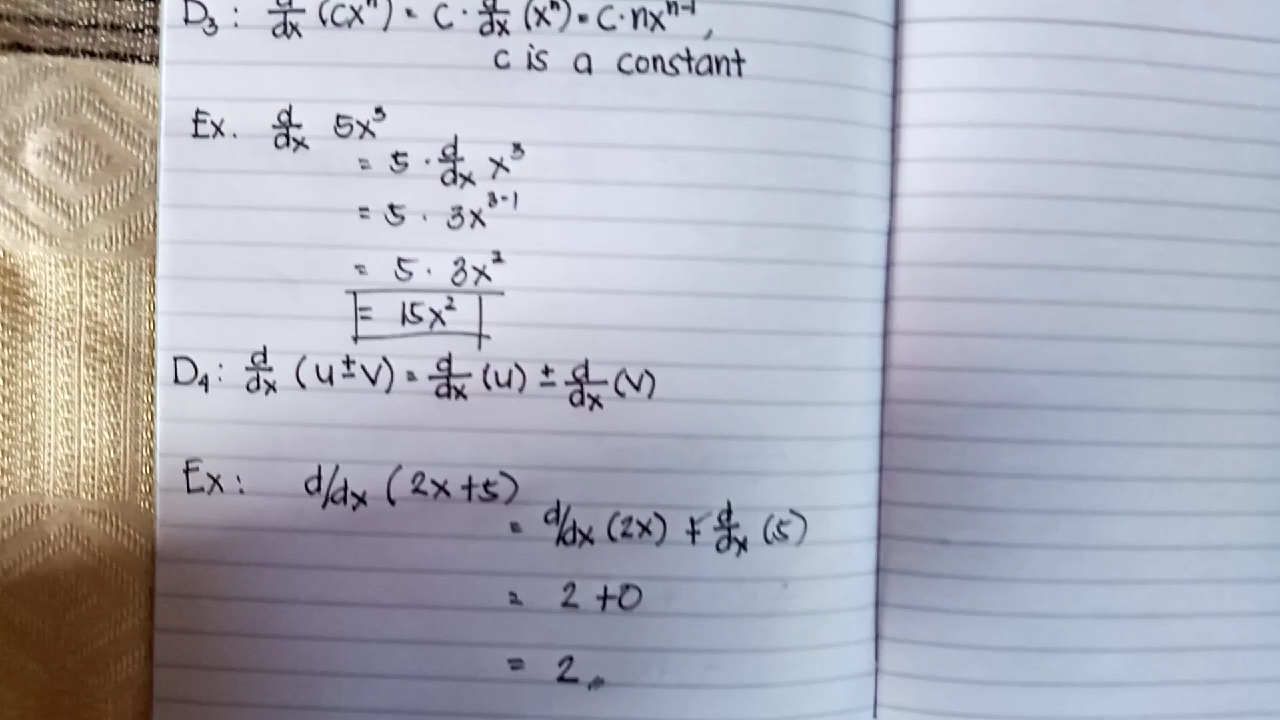 D₃: d/dx (cxⁿ) = c · d/dx (xⁿ) = c · nxⁿ⁻¹,
c is a constant
Ex. d/dx 5x³
= 5 · d/dx x³
= 5 · 3x³⁻¹
= 5 · 3x²
= 15x²
D₄: d/dx (u ± v) = d/dx (u) ± d/dx (v)
Ex: d/dx (2x+5)
= d/dx (2x) + d/dx (5)
= 2 + 0
= 2